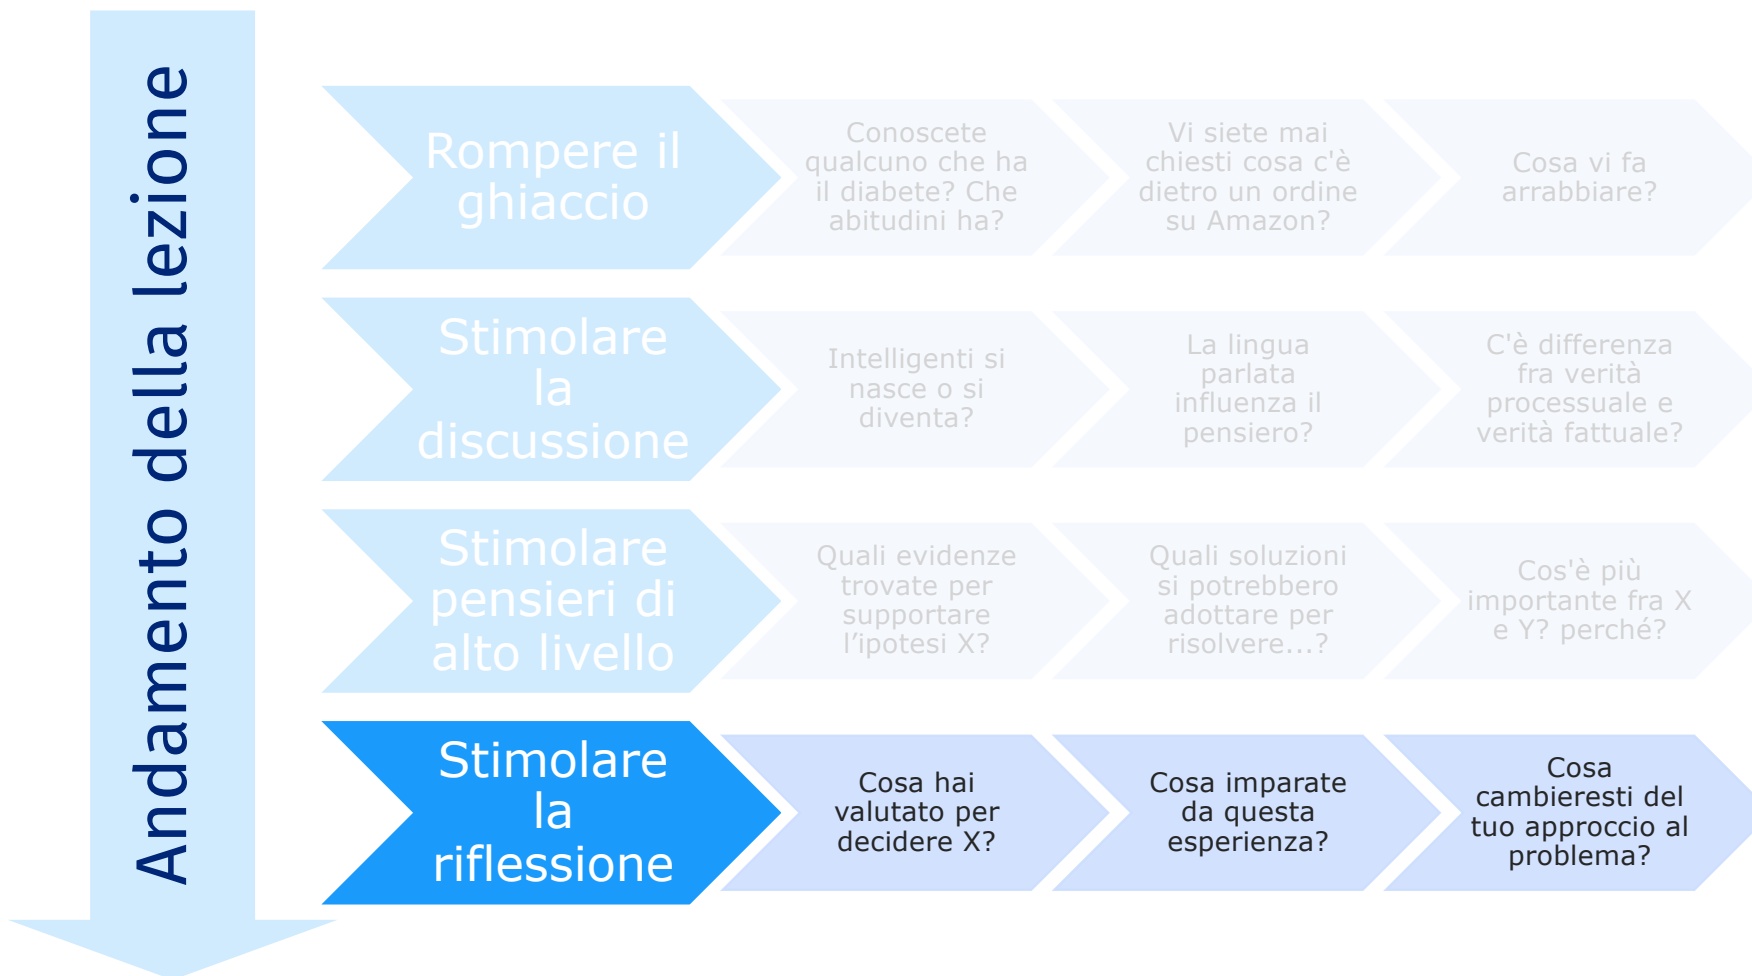 Andamento della lezione
Rompere il
ghiaccio
Conoscete
qualcuno che ha
il diabete? Che
abitudini ha?
Vi siete mai
chiesti cosa c'è
dietro un ordine
su Amazon?
Cosa vi fa
arrabbiare?
Stimolare
la
discussione
Intelligenti si
nasce o si
diventa?
La lingua
parlata
influenza il
pensiero?
C'è differenza
fra verità
processuale e
verità fattuale?
Stimolare
pensieri di
alto livello
Quali evidenze
trovate per
supportare
l’ipotesi X?
Quali soluzioni
si potrebbero
adottare per
risolvere...?
Cos'è più
importante fra X
e Y? perché?
Stimolare
la
riflessione
Cosa hai
valutato per
decidere X?
Cosa imparate
da questa
esperienza?
Cosa
cambieresti del
tuo approccio al
problema?